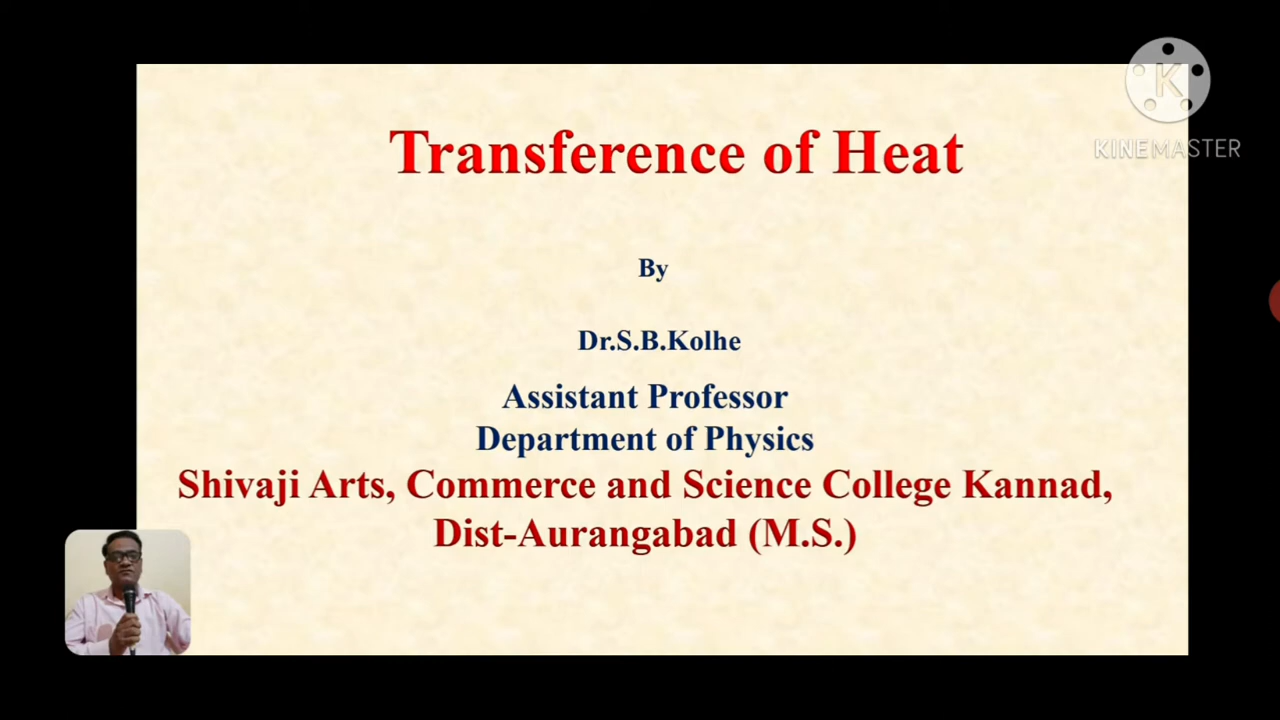 Transference of Heat
K
KINEMASTER
By
Dr.S.B.Kolhe
Assistant Professor
Department of Physics
Shivaji Arts, Commerce and Science College Kannad,
Dist-Aurangabad (M.S.)